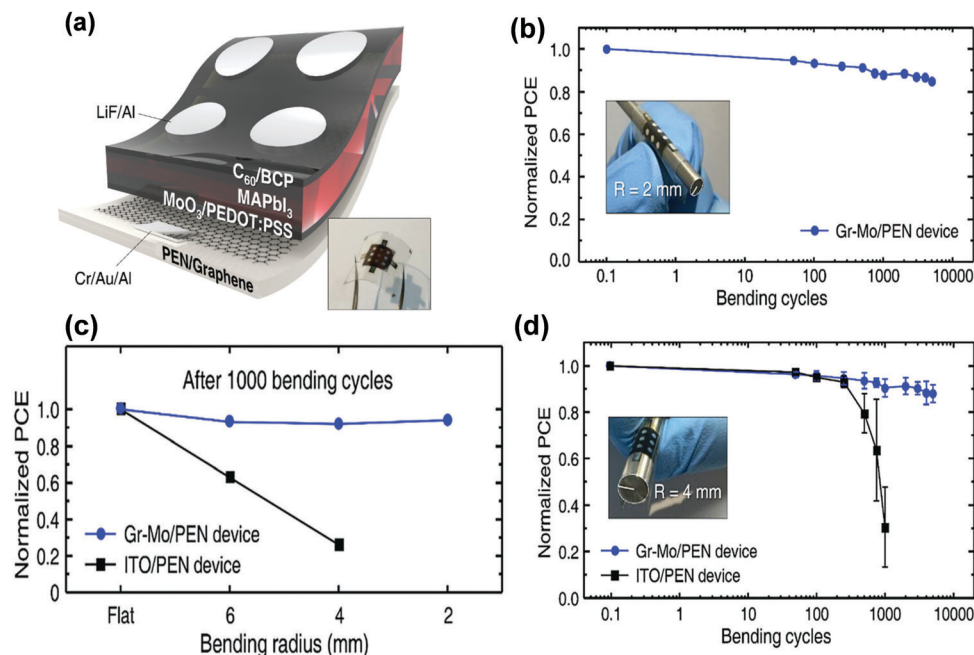 (a)
LiF/Al
C₆₀/BCP
MAPbI₃
MoO₃/PEDOT:PSS
PEN/Graphene
Cr/Au/Al
(b)
Normalized PCE
1.0
0.8
0.6
0.4
0.2
0.0
R = 2 mm
Gr-Mo/PEN device
0.1 1 10 100 1000 10000
Bending cycles
(c)
Normalized PCE
1.0
0.8
0.6
0.4
0.2
0.0
After 1000 bending cycles
Gr-Mo/PEN device
ITO/PEN device
Flat 6 4 2
Bending radius (mm)
(d)
Normalized PCE
1.0
0.8
0.6
0.4
0.2
0.0
R = 4 mm
Gr-Mo/PEN device
ITO/PEN device
0.1 1 10 100 1000 10000
Bending cycles